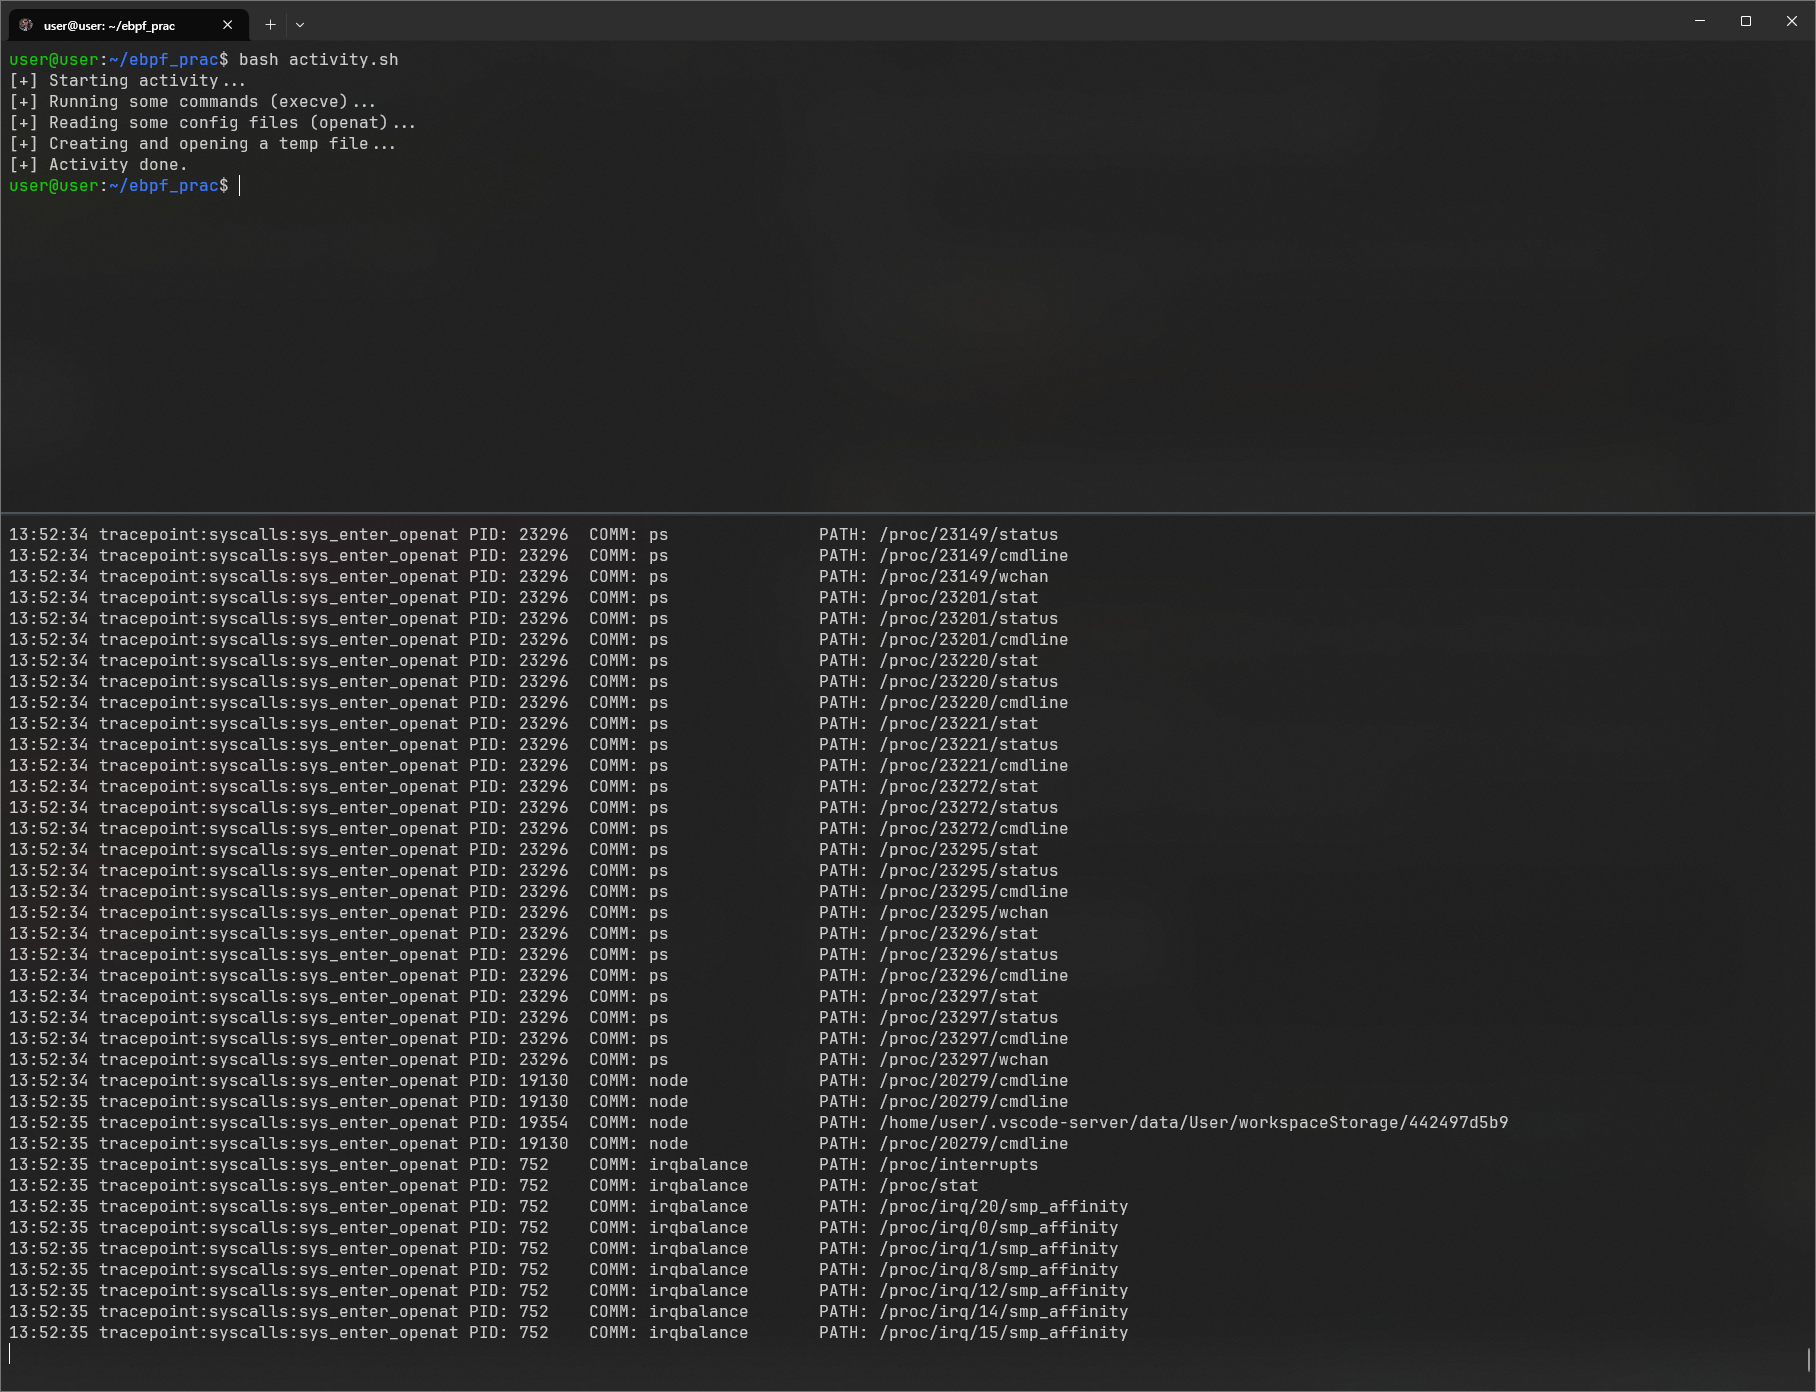 user@user: ~/ebpf_prac
user@user:~/ebpf_prac$ bash activity.sh
[+] Starting activity...
[+] Running some commands (execve)...
[+] Reading some config files (openat)...
[+] Creating and opening a temp file...
[+] Activity done.
user@user:~/ebpf_prac$
13:52:34 tracepoint:syscalls:sys_enter_openat PID: 23296  COMM: ps               PATH: /proc/23149/status
13:52:34 tracepoint:syscalls:sys_enter_openat PID: 23296  COMM: ps               PATH: /proc/23149/cmdline
13:52:34 tracepoint:syscalls:sys_enter_openat PID: 23296  COMM: ps               PATH: /proc/23149/wchan
13:52:34 tracepoint:syscalls:sys_enter_openat PID: 23296  COMM: ps               PATH: /proc/23201/stat
13:52:34 tracepoint:syscalls:sys_enter_openat PID: 23296  COMM: ps               PATH: /proc/23201/status
13:52:34 tracepoint:syscalls:sys_enter_openat PID: 23296  COMM: ps               PATH: /proc/23201/cmdline
13:52:34 tracepoint:syscalls:sys_enter_openat PID: 23296  COMM: ps               PATH: /proc/23220/stat
13:52:34 tracepoint:syscalls:sys_enter_openat PID: 23296  COMM: ps               PATH: /proc/23220/status
13:52:34 tracepoint:syscalls:sys_enter_openat PID: 23296  COMM: ps               PATH: /proc/23220/cmdline
13:52:34 tracepoint:syscalls:sys_enter_openat PID: 23296  COMM: ps               PATH: /proc/23221/stat
13:52:34 tracepoint:syscalls:sys_enter_openat PID: 23296  COMM: ps               PATH: /proc/23221/status
13:52:34 tracepoint:syscalls:sys_enter_openat PID: 23296  COMM: ps               PATH: /proc/23221/cmdline
13:52:34 tracepoint:syscalls:sys_enter_openat PID: 23296  COMM: ps               PATH: /proc/23272/stat
13:52:34 tracepoint:syscalls:sys_enter_openat PID: 23296  COMM: ps               PATH: /proc/23272/status
13:52:34 tracepoint:syscalls:sys_enter_openat PID: 23296  COMM: ps               PATH: /proc/23272/cmdline
13:52:34 tracepoint:syscalls:sys_enter_openat PID: 23296  COMM: ps               PATH: /proc/23295/stat
13:52:34 tracepoint:syscalls:sys_enter_openat PID: 23296  COMM: ps               PATH: /proc/23295/status
13:52:34 tracepoint:syscalls:sys_enter_openat PID: 23296  COMM: ps               PATH: /proc/23295/cmdline
13:52:34 tracepoint:syscalls:sys_enter_openat PID: 23296  COMM: ps               PATH: /proc/23295/wchan
13:52:34 tracepoint:syscalls:sys_enter_openat PID: 23296  COMM: ps               PATH: /proc/23296/stat
13:52:34 tracepoint:syscalls:sys_enter_openat PID: 23296  COMM: ps               PATH: /proc/23296/status
13:52:34 tracepoint:syscalls:sys_enter_openat PID: 23296  COMM: ps               PATH: /proc/23296/cmdline
13:52:34 tracepoint:syscalls:sys_enter_openat PID: 23296  COMM: ps               PATH: /proc/23297/stat
13:52:34 tracepoint:syscalls:sys_enter_openat PID: 23296  COMM: ps               PATH: /proc/23297/status
13:52:34 tracepoint:syscalls:sys_enter_openat PID: 23296  COMM: ps               PATH: /proc/23297/cmdline
13:52:34 tracepoint:syscalls:sys_enter_openat PID: 23296  COMM: ps               PATH: /proc/23297/wchan
13:52:34 tracepoint:syscalls:sys_enter_openat PID: 19130  COMM: node             PATH: /proc/20279/cmdline
13:52:35 tracepoint:syscalls:sys_enter_openat PID: 19130  COMM: node             PATH: /proc/20279/cmdline
13:52:35 tracepoint:syscalls:sys_enter_openat PID: 19354  COMM: node             PATH: /home/user/.vscode-server/data/User/workspaceStorage/442497d5b9
13:52:35 tracepoint:syscalls:sys_enter_openat PID: 19130  COMM: node             PATH: /proc/20279/cmdline
13:52:35 tracepoint:syscalls:sys_enter_openat PID: 752    COMM: irqbalance       PATH: /proc/interrupts
13:52:35 tracepoint:syscalls:sys_enter_openat PID: 752    COMM: irqbalance       PATH: /proc/stat
13:52:35 tracepoint:syscalls:sys_enter_openat PID: 752    COMM: irqbalance       PATH: /proc/irq/20/smp_affinity
13:52:35 tracepoint:syscalls:sys_enter_openat PID: 752    COMM: irqbalance       PATH: /proc/irq/0/smp_affinity
13:52:35 tracepoint:syscalls:sys_enter_openat PID: 752    COMM: irqbalance       PATH: /proc/irq/1/smp_affinity
13:52:35 tracepoint:syscalls:sys_enter_openat PID: 752    COMM: irqbalance       PATH: /proc/irq/8/smp_affinity
13:52:35 tracepoint:syscalls:sys_enter_openat PID: 752    COMM: irqbalance       PATH: /proc/irq/12/smp_affinity
13:52:35 tracepoint:syscalls:sys_enter_openat PID: 752    COMM: irqbalance       PATH: /proc/irq/14/smp_affinity
13:52:35 tracepoint:syscalls:sys_enter_openat PID: 752    COMM: irqbalance       PATH: /proc/irq/15/smp_affinity